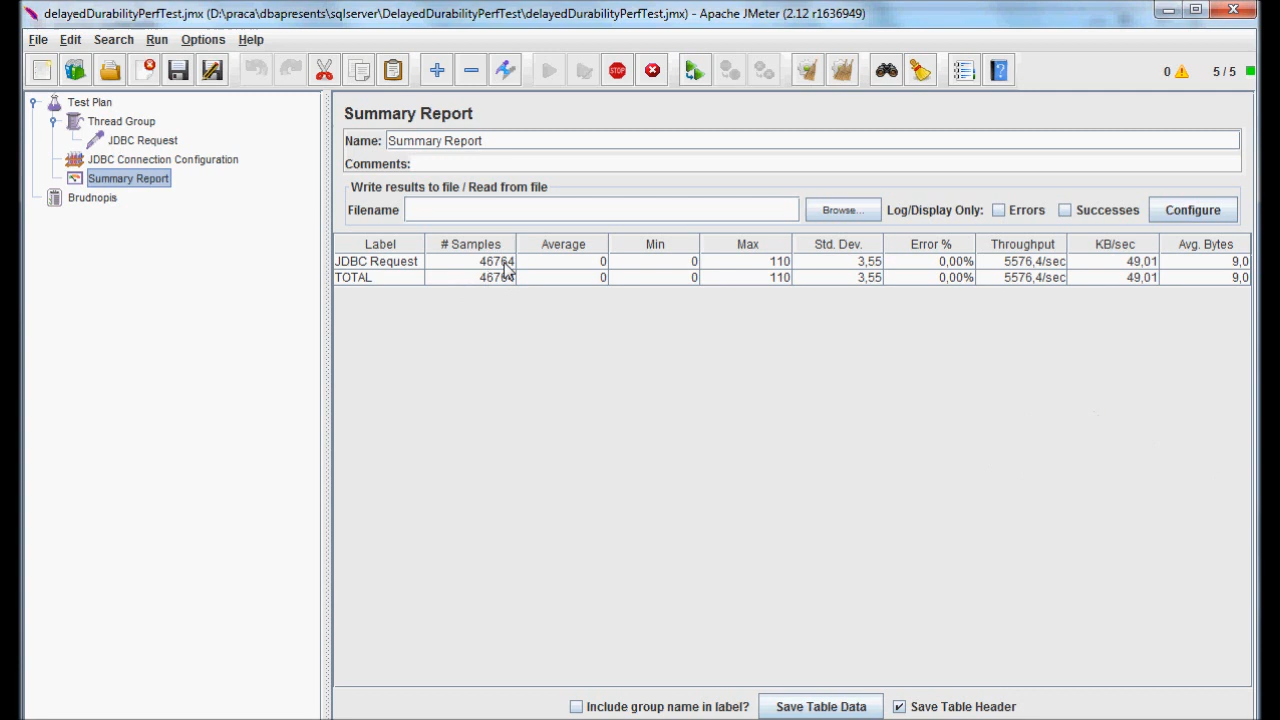 delayedDurabilityPerfTest.jmx (D:\praca\dbapresents\sqlserver\DelayedDurabilityPerfTest\delayedDurabilityPerfTest.jmx) - Apache JMeter (2.12 r1636949)
File Edit Search Run Options Help
STOP 0 5 / 5
Test Plan
Thread Group
JDBC Request
JDBC Connection Configuration
Summary Report
Brudnopis
Summary Report
Name: Summary Report
Comments:
Write results to file / Read from file
Filename Browse... Log/Display Only: Errors Successes Configure
Label # Samples Average Min Max Std. Dev. Error % Throughput KB/sec Avg. Bytes
JDBC Request 46764 0 0 110 3,55 0,00% 5576,4/sec 49,01 9,0
TOTAL 46764 0 0 110 3,55 0,00% 5576,4/sec 49,01 9,0
Include group name in label? Save Table Data Save Table Header